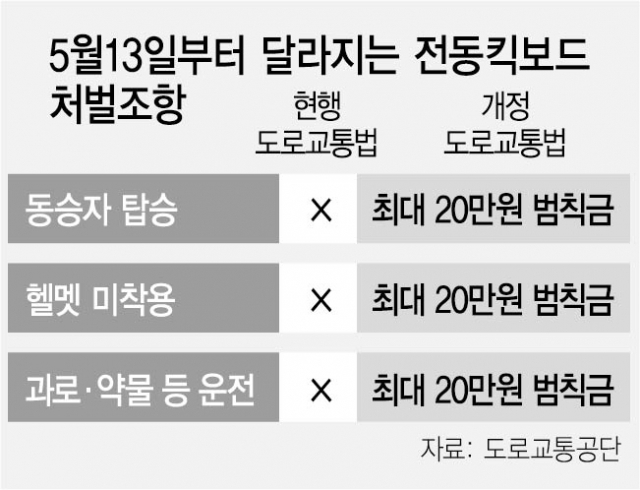 5월13일부터 달라지는 전동킥보드
처벌조항
현행
도로교통법
개정
도로교통법
동승자 탑승 X 최대 20만원 범칙금
헬멧 미착용 X 최대 20만원 범칙금
과로·약물 등 운전 X 최대 20만원 범칙금
자료: 도로교통공단